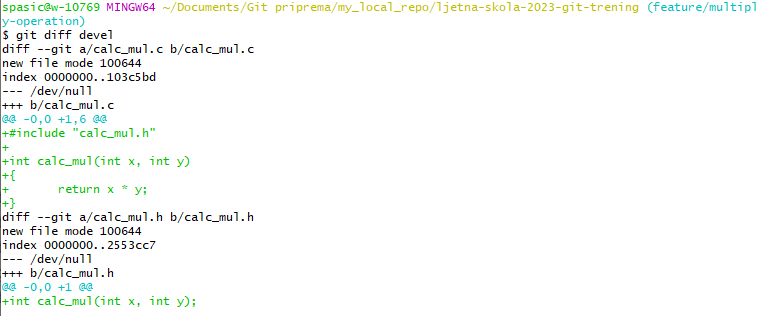 spasic@w-10769 MINGW64 ~/Documents/Git priprema/my_local_repo/ljetna-skola-2023-git-trening (feature/multipl
y-operation)
$ git diff devel
diff --git a/calc_mul.c b/calc_mul.c
new file mode 100644
index 0000000..103c5bd
--- /dev/null
+++ b/calc_mul.c
@@ -0,0 +1,6 @@
+#include "calc_mul.h"
+
+int calc_mul(int x, int y)
+{
+       return x * y;
+}
diff --git a/calc_mul.h b/calc_mul.h
new file mode 100644
index 0000000..2553cc7
--- /dev/null
+++ b/calc_mul.h
@@ -0,0 +1 @@
+int calc_mul(int x, int y);